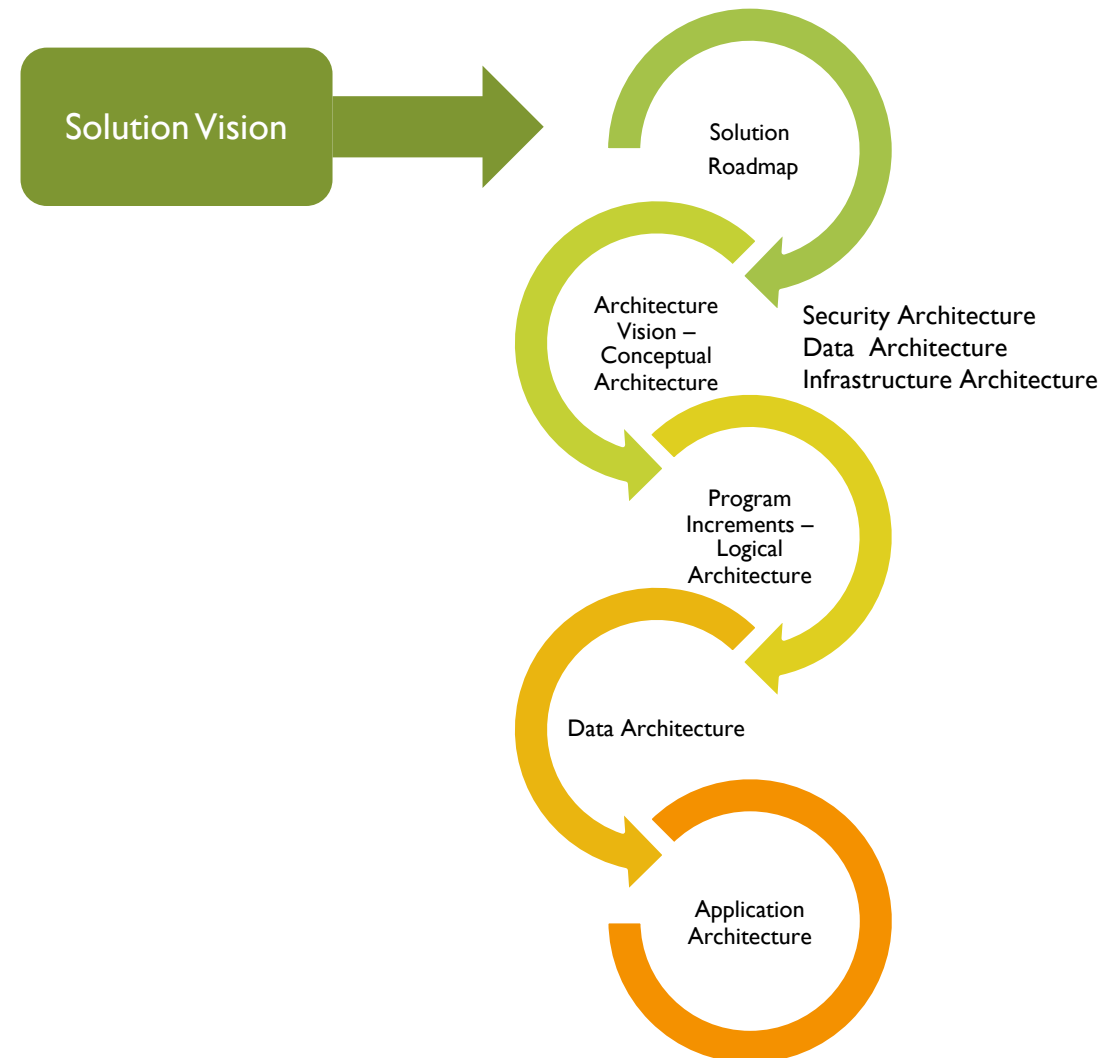 Solution Vision
Solution
Roadmap
Architecture
Vision –
Conceptual
Architecture
Security Architecture
Data  Architecture
Infrastructure Architecture
Program
Increments –
Logical
Architecture
Data Architecture
Application
Architecture